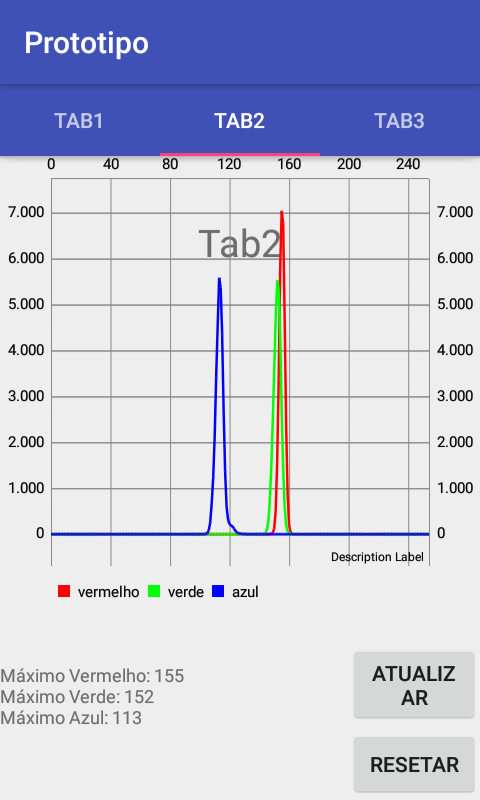 Prototipo
TAB1 TAB2 TAB3
0 40 80 120 160 200 240
7.000 7.000
Tab2
6.000 6.000
5.000 5.000
4.000 4.000
3.000 3.000
2.000 2.000
1.000 1.000
0 0
Description Label
vermelho verde azul
Máximo Vermelho: 155
Máximo Verde: 152
Máximo Azul: 113
ATUALIZ
AR
RESETAR